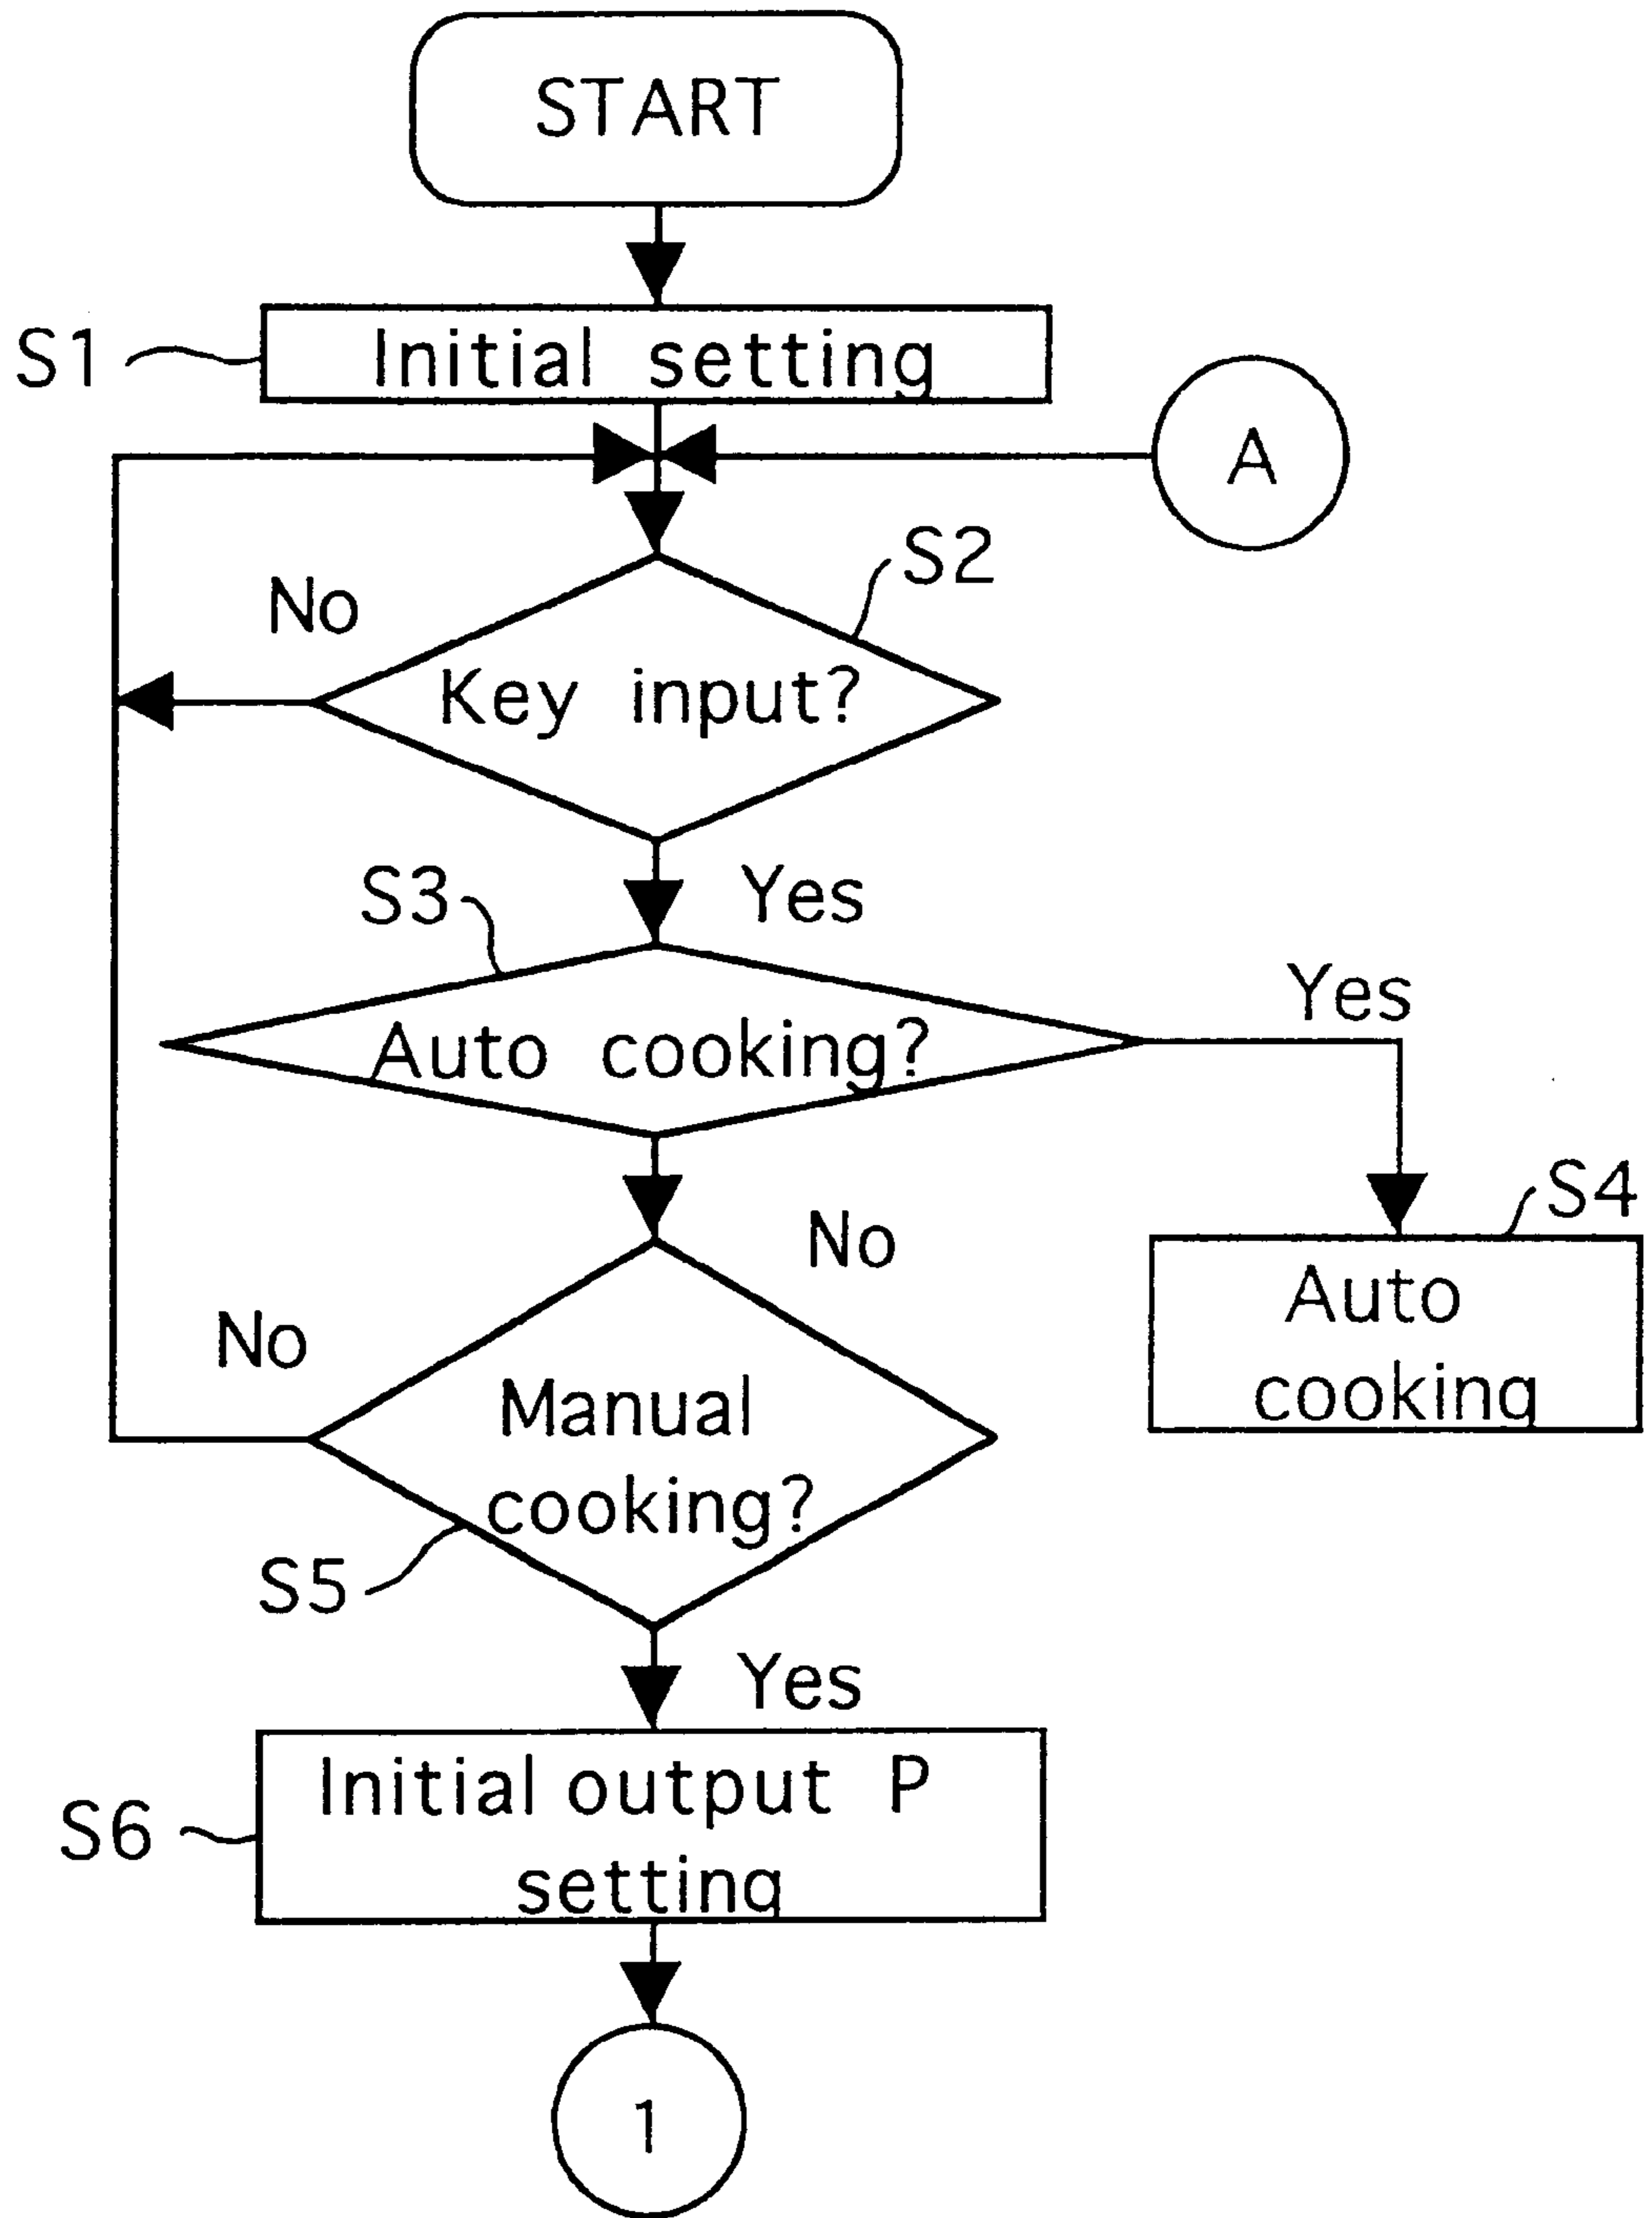 START
S1
Initial setting
A
S2
No
Key input?
Yes
S3
Yes
Auto cooking?
S4
No
Auto
cooking
No
Manual
cooking?
S5
Yes
Initial output P
setting
S6
1